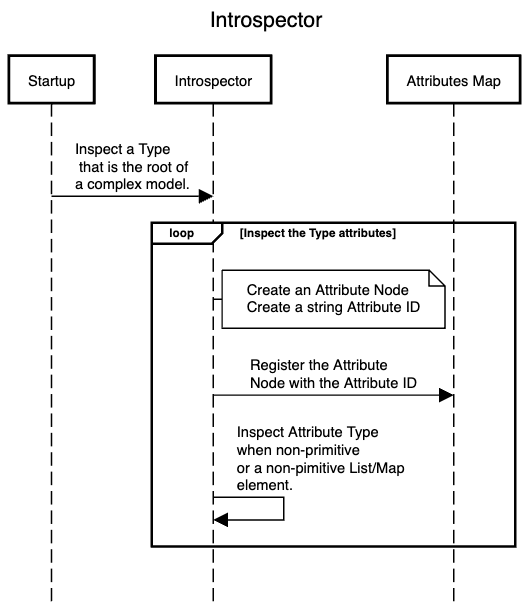 Introspector
Startup
Introspector
Attributes Map
Inspect a Type
that is the root of
a complex model.
loop
[Inspect the Type attributes]
Create an Attribute Node
Create a string Attribute ID
Register the Attribute
Node with the Attribute ID
Inspect Attribute Type
when non-primitive
or a non-pimitive List/Map
element.